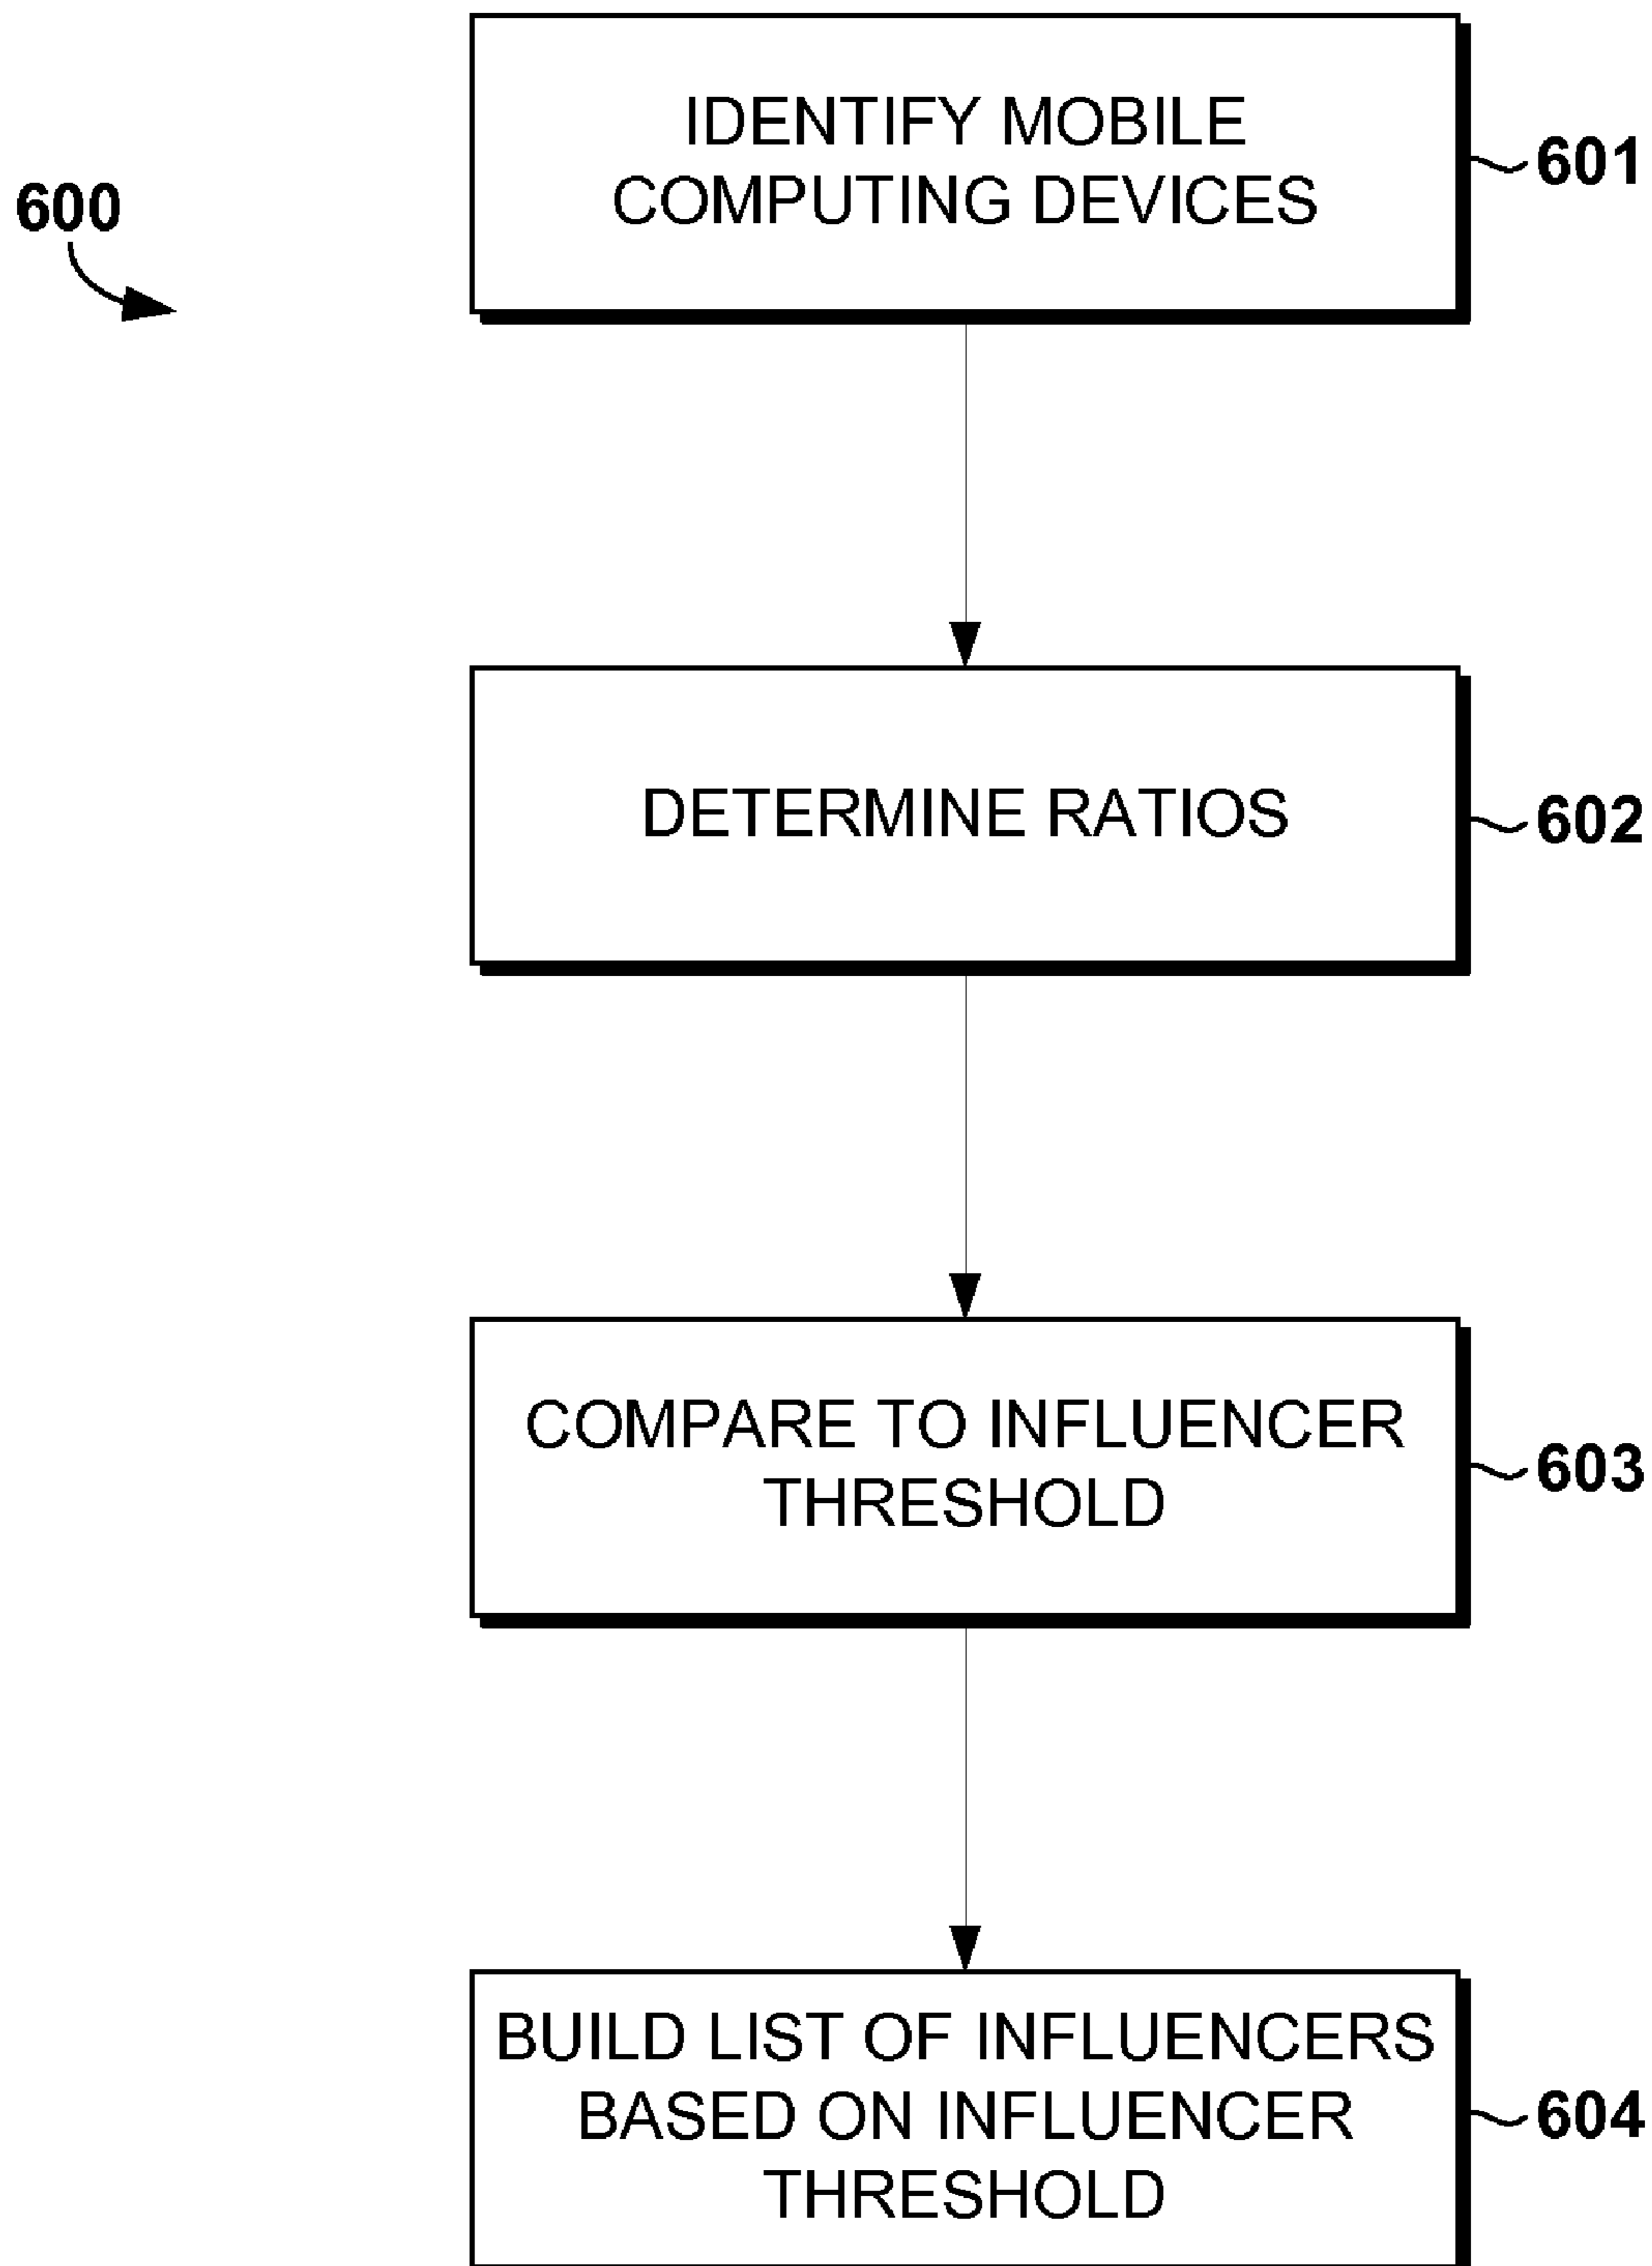 600
IDENTIFY MOBILE
COMPUTING DEVICES
601
DETERMINE RATIOS
602
COMPARE TO INFLUENCER
THRESHOLD
603
BUILD LIST OF INFLUENCERS
BASED ON INFLUENCER
THRESHOLD
604